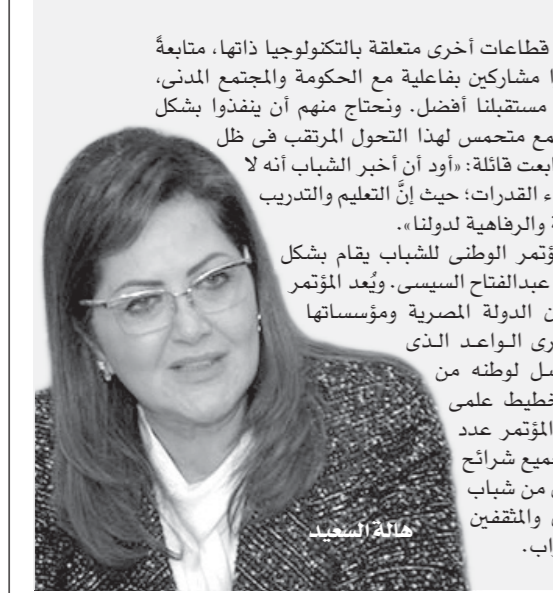 قطاعات أخرى متعلقة بالتكنولوجيا ذاتها، متابعةً
ا مشاركين بفاعلية مع الحكومة والمجتمع المدنى،
مستقبلنا أفضل. ونحتاج منهم أن ينفذوا بشكل
مع متحمس لهذا التحول المرتقب فى ظل
ابعت قائلة: «أود أن أخبر الشباب أنه لا
ء القدرات؛ حيث إنَّ التعليم والتدريب
ة والرفاهية لدولنا».
ؤتمر الوطنى للشباب يقام بشكل
عبدالفتاح السيسى. ويُعد المؤتمر
ن الدولة المصرية ومؤسساتها
رى الواعد الذى
سل لوطنه من
خطيط علمى
المؤتمر عدد
جميع شرائح
ى من شباب
ى والمثقفين
واب.
هالة السعيد